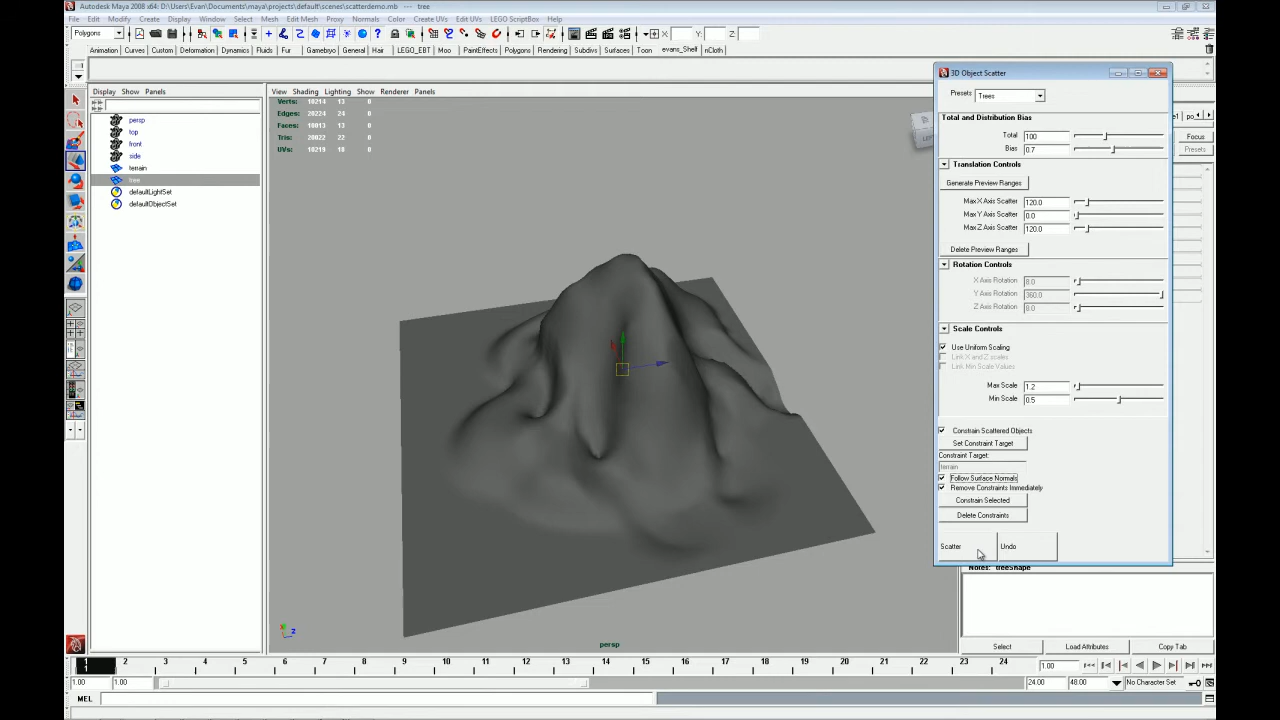 Autodesk Maya 2008 x64: D:\Users\Evan\Documents\maya\projects\default\scenes\scatterdemo.mb --- tree
File Edit Modify Create Display Window Select Mesh Edit Mesh Proxy Normals Color Create UVs Edit UVs LEGO ScriptBox Help
Polygons X: Y: Z:
Animation Curves Custom Deformation Dynamics Fluids Fur Gamebryo General Hair LEGO_EBT Moo PaintEffects Polygons Rendering Subdivs Surfaces Toon evans_Shelf nCloth
Display Show Panels
persp
top
front
side
terrain
tree
defaultLightSet
defaultObjectSet
View Shading Lighting Show Renderer Panels
Verts: 10214 13 0
Edges: 20224 24 0
Faces: 10013 13 0
Tris: 20022 22 0
UVs: 10219 18 0
persp
3D Object Scatter
Presets Trees
Total and Distribution Bias
Total 100
Bias 0.7
Translation Controls
Generate Preview Ranges
Max X Axis Scatter 120.0
Max Y Axis Scatter 0.0
Max Z Axis Scatter 120.0
Delete Preview Ranges
Rotation Controls
X Axis Rotation 8.0
Y Axis Rotation 360.0
Z Axis Rotation 8.0
Scale Controls
Use Uniform Scaling
Link X and Z scales
Link Min Scale Values
Max Scale 1.2
Min Scale 0.5
Constrain Scattered Objects
Set Constraint Target
Constraint Target:
terrain
Follow Surface Normals
Remove Constraints Immediately
Constrain Selected
Delete Constraints
Scatter Undo
Focus
Presets
Notes: treeShape
Select Load Attributes Copy Tab
1 2 3 4 5 6 7 8 9 10 11 12 13 14 15 16 17 18 19 20 21 22 23 24
1 1.00
1.00 1.00 24.00 48.00 No Character Set
MEL